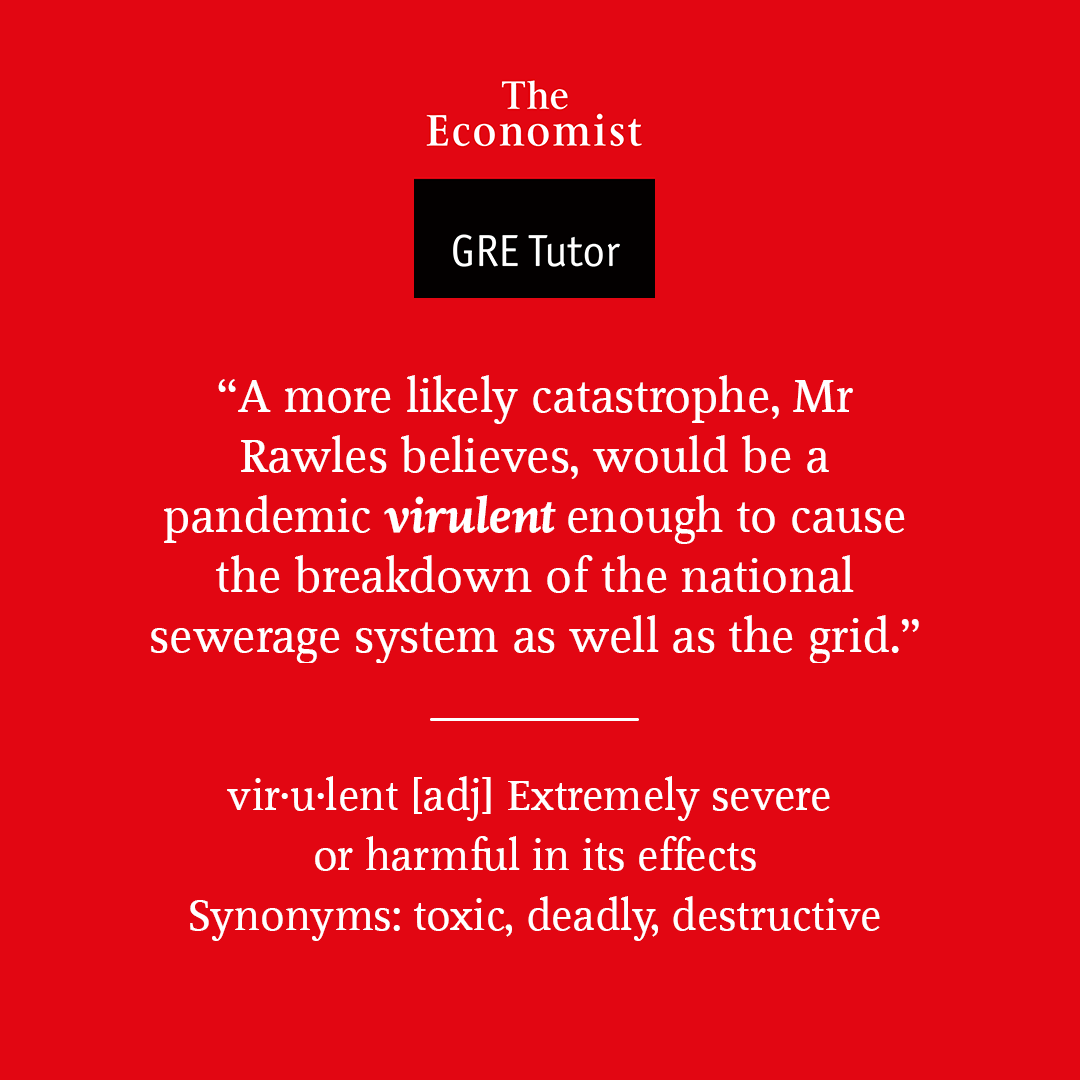 The
Economist
GRE Tutor
“A more likely catastrophe, Mr
Rawles believes, would be a
pandemic virulent enough to cause
the breakdown of the national
sewerage system as well as the grid.”
vir·u·lent [adj] Extremely severe
or harmful in its effects
Synonyms: toxic, deadly, destructive